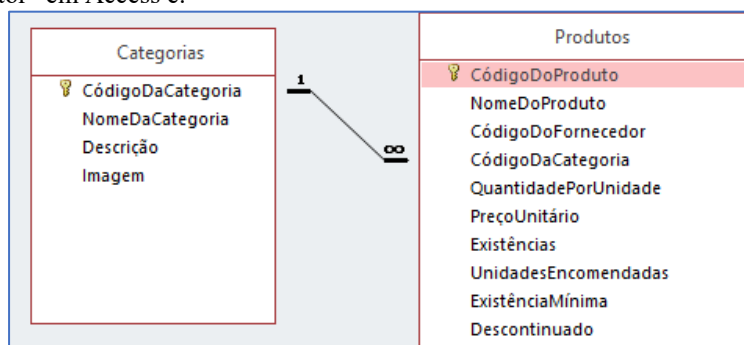 Categorias
CódigoDaCategoria
NomeDaCategoria
Descrição
Imagem
1
∞
Produtos
CódigoDoProduto
NomeDoProduto
CódigoDoFornecedor
CódigoDaCategoria
QuantidadePorUnidade
PreçoUnitário
Existências
UnidadesEncomendadas
ExistênciaMínima
Descontinuado